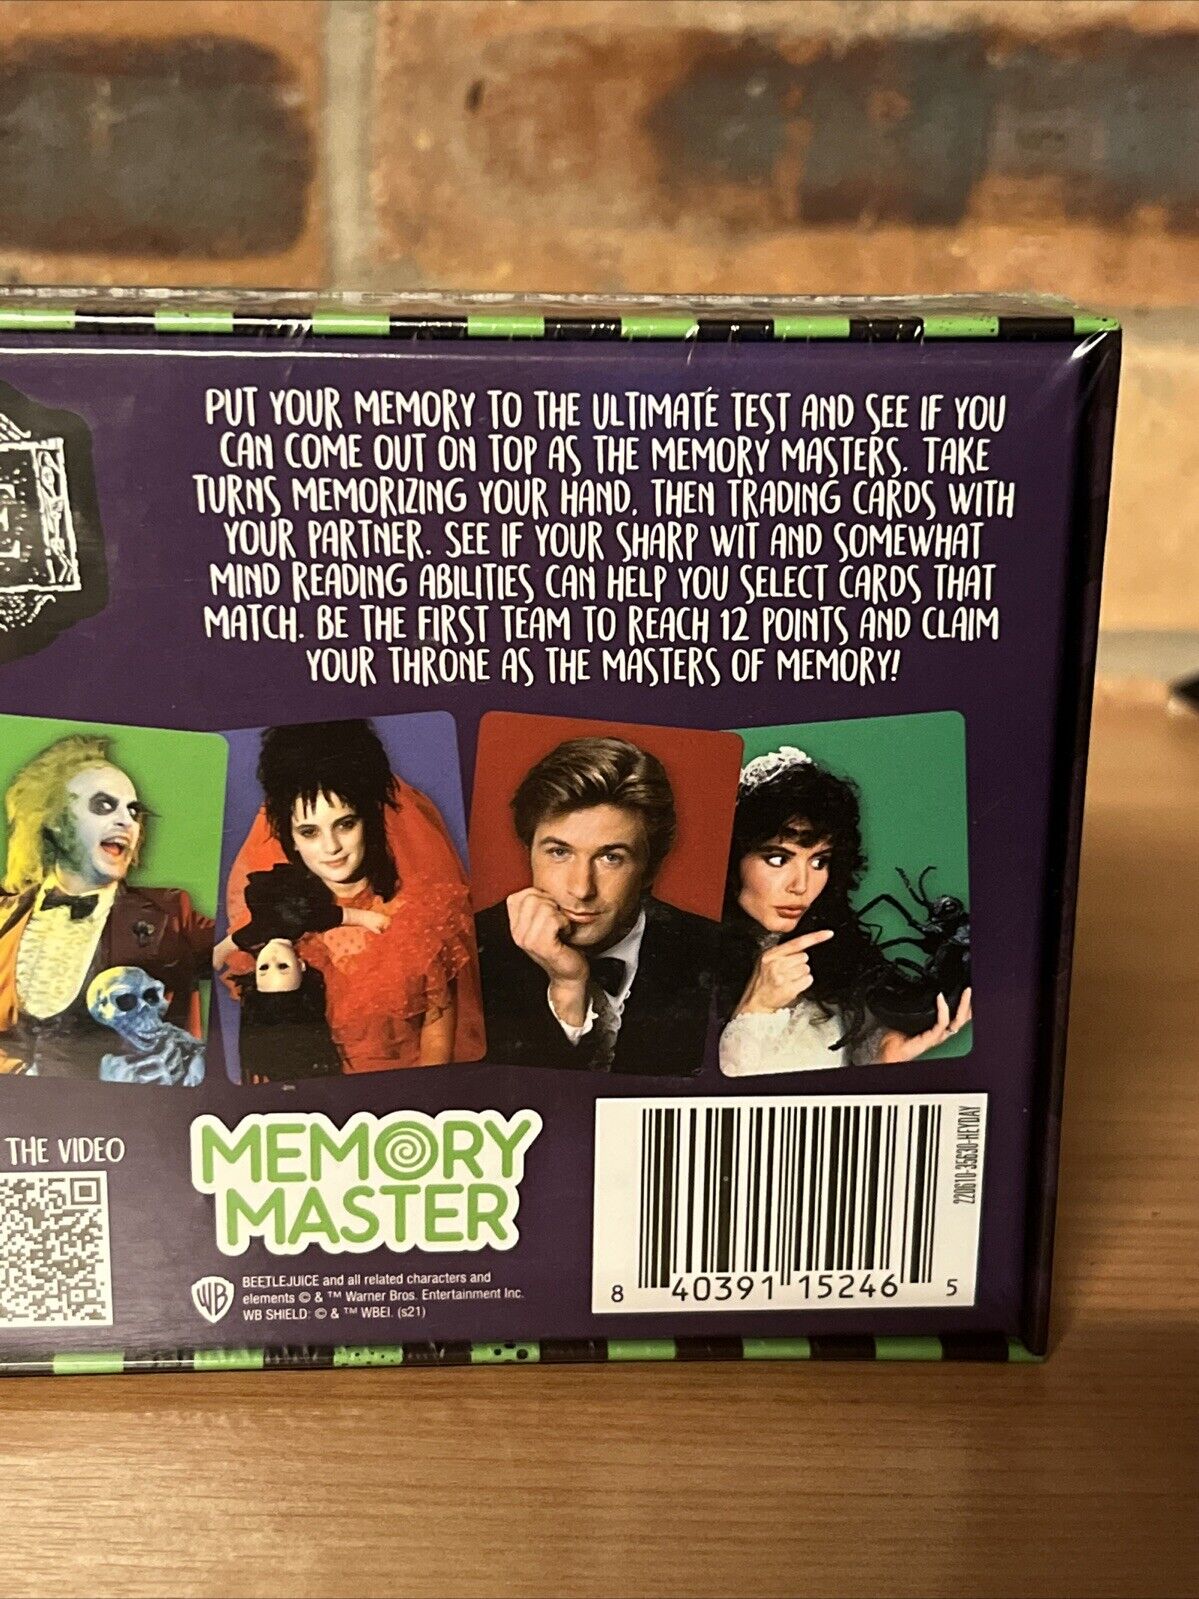 PUT YOUR MEMORY TO THE ULTIMATE TEST AND SEE IF YOU
CAN COME OUT ON TOP AS THE MEMORY MASTERS. TAKE
TURNS MEMORIZING YOUR HAND, THEN TRADING CARDS WITH
YOUR PARTNER. SEE IF YOUR SHARP WIT AND SOMEWHAT
MIND READING ABILITIES CAN HELP YOU SELECT CARDS THAT
MATCH. BE THE FIRST TEAM TO REACH 12 POINTS AND CLAIM
YOUR THRONE AS THE MASTERS OF MEMORY!
THE VIDEO
MEMORY
MASTER
WB
BEETLEJUICE and all related characters and
elements © & ™ Warner Bros. Entertainment Inc.
WB SHIELD: © & ™ WBEI. (s21)
8 40391 15246 5
220610-35630-HEYDAY